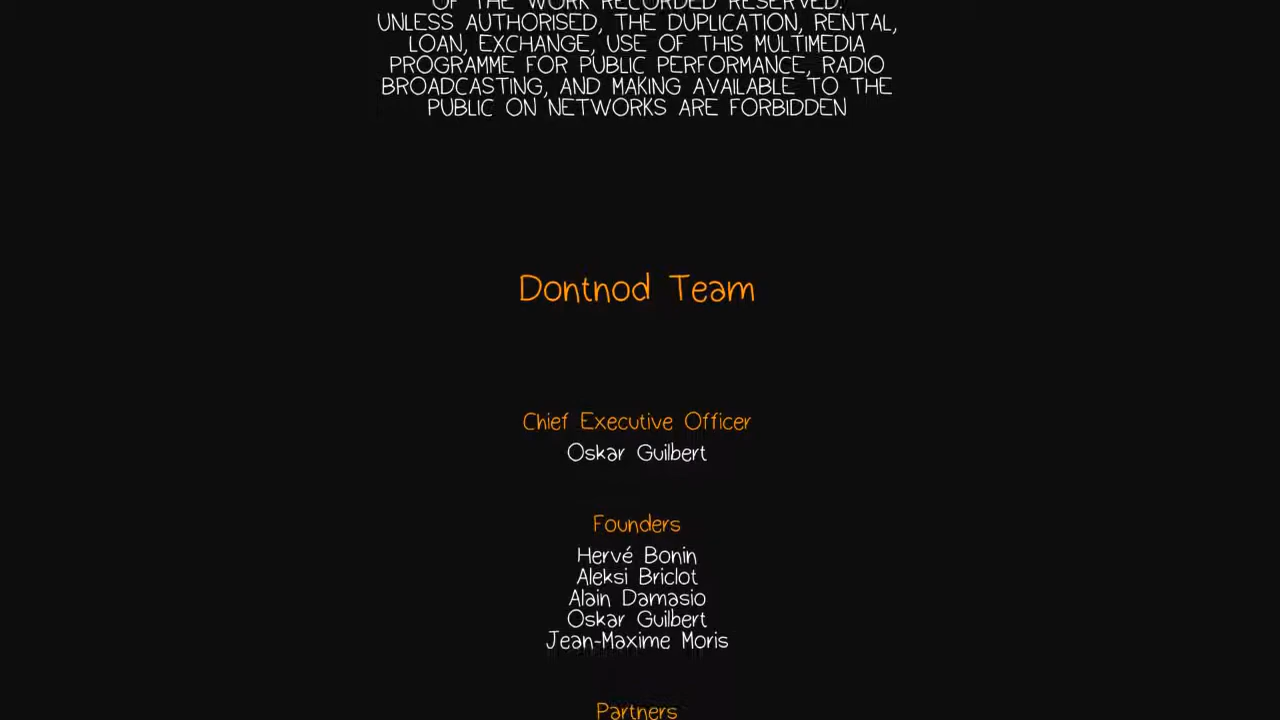 OF THE WORK RECORDED RESERVED.
UNLESS AUTHORISED, THE DUPLICATION, RENTAL,
LOAN, EXCHANGE, USE OF THIS MULTIMEDIA
PROGRAMME FOR PUBLIC PERFORMANCE, RADIO
BROADCASTING, AND MAKING AVAILABLE TO THE
PUBLIC ON NETWORKS ARE FORBIDDEN
Dontnod Team
Chief Executive Officer
Oskar Guilbert
Founders
Hervé Bonin
Aleksi Briclot
Alain Damasio
Oskar Guilbert
Jean-Maxime Moris
Partners